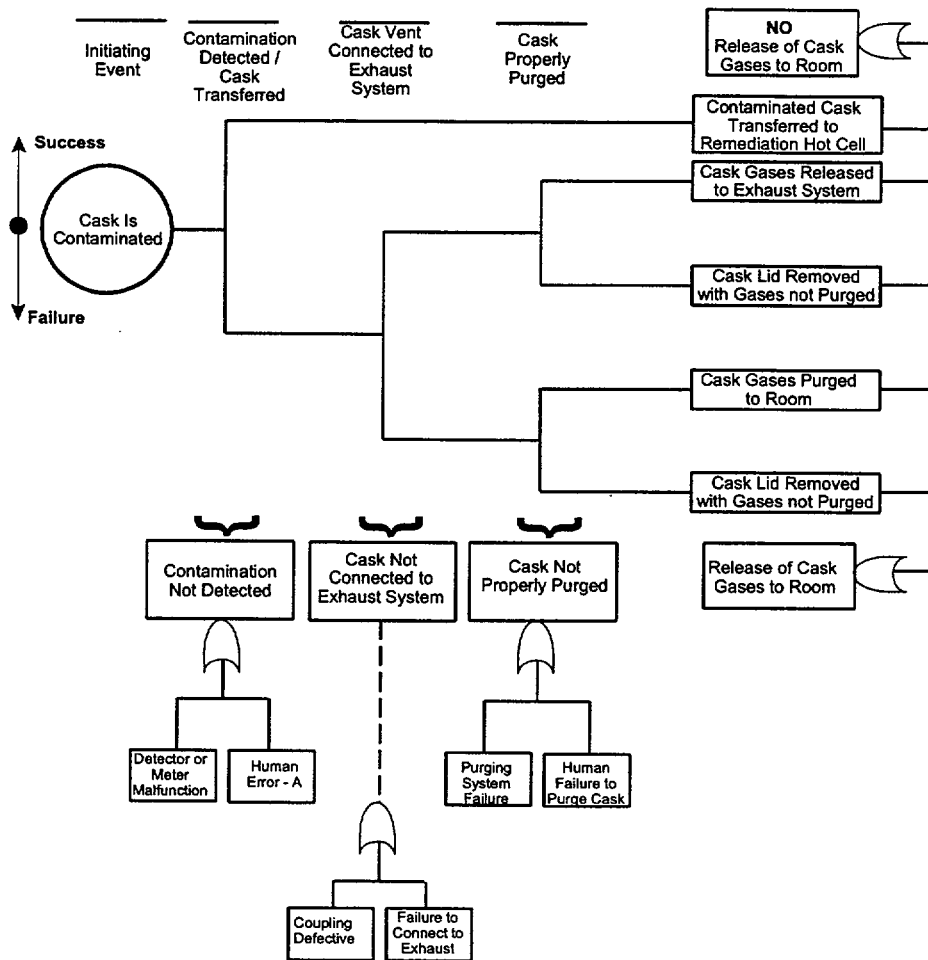 Initiating
Event
Contamination
Detected /
Cask
Transferred
Cask Vent
Connected to
Exhaust
System
Cask
Properly
Purged
NO
Release of Cask
Gases to Room
Success
Cask Is
Contaminated
Failure
Contaminated Cask
Transferred to
Remediation Hot Cell
Cask Gases Released
to Exhaust System
Cask Lid Removed
with Gases not Purged
Cask Gases Purged
to Room
Cask Lid Removed
with Gases not Purged
Contamination
Not Detected
Cask Not
Connected to
Exhaust System
Cask Not
Properly Purged
Release of Cask
Gases to Room
Detector or
Meter
Malfunction
Human
Error - A
Purging
System
Failure
Human
Failure to
Purge Cask
Coupling
Defective
Failure to
Connect to
Exhaust